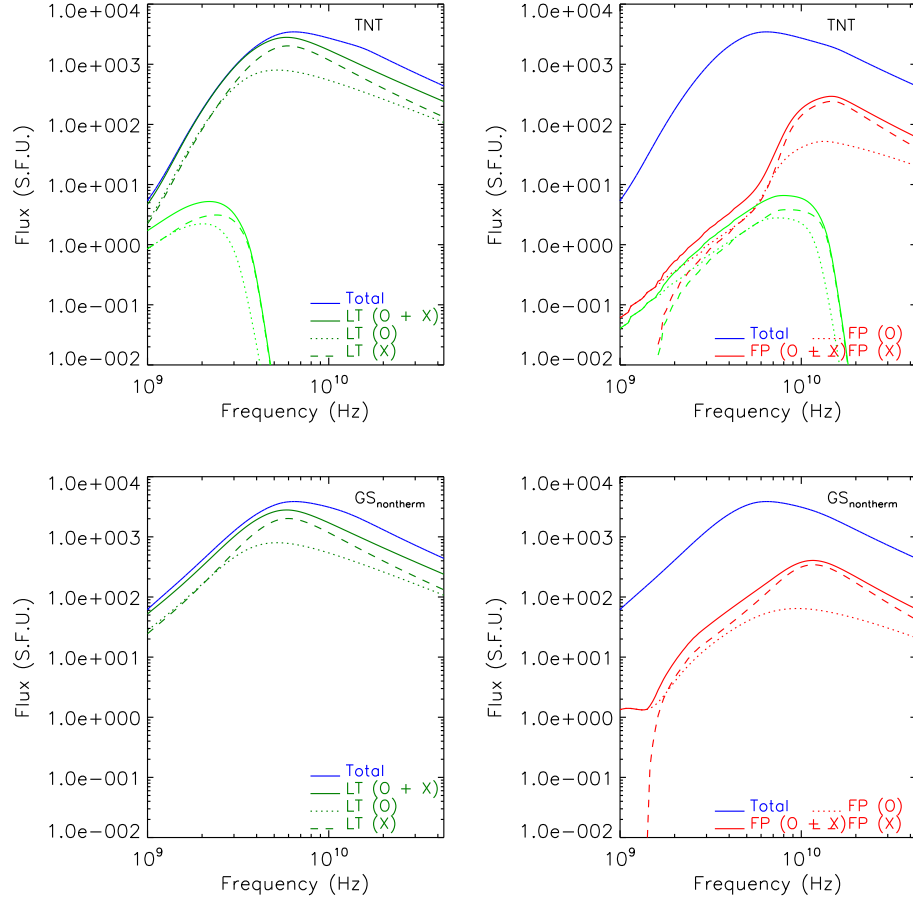 TNT
Flux (S.F.U.)
1.0e+004
1.0e+003
1.0e+002
1.0e+001
1.0e+000
1.0e-001
1.0e-002
Total
LT (O + X)
LT (O)
LT (X)
10^9
10^10
Frequency (Hz)
TNT
Flux (S.F.U.)
1.0e+004
1.0e+003
1.0e+002
1.0e+001
1.0e+000
1.0e-001
1.0e-002
Total
FP (O)
FP (O + X)
FP (X)
10^9
10^10
Frequency (Hz)
GS_nontherm
Flux (S.F.U.)
1.0e+004
1.0e+003
1.0e+002
1.0e+001
1.0e+000
1.0e-001
1.0e-002
Total
LT (O + X)
LT (O)
LT (X)
10^9
10^10
Frequency (Hz)
GS_nontherm
Flux (S.F.U.)
1.0e+004
1.0e+003
1.0e+002
1.0e+001
1.0e+000
1.0e-001
1.0e-002
Total
FP (O)
FP (O + X)
FP (X)
10^9
10^10
Frequency (Hz)